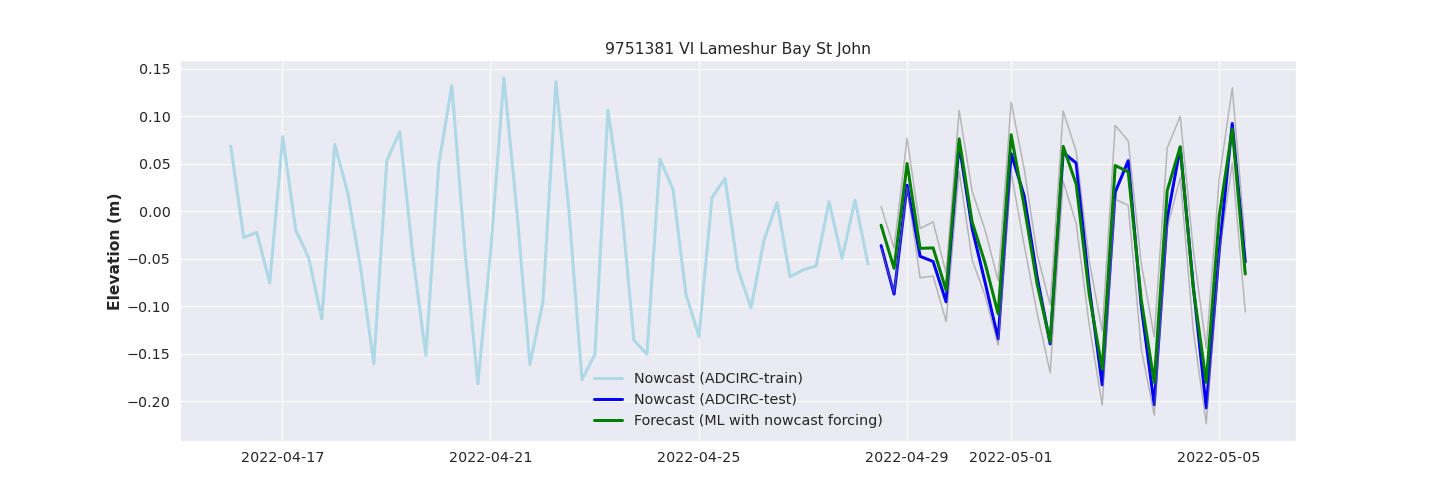 9751381 VI Lameshur Bay St John
Elevation (m)
0.15
0.10
0.05
0.00
−0.05
−0.10
−0.15
−0.20
Nowcast (ADCIRC-train)
Nowcast (ADCIRC-test)
Forecast (ML with nowcast forcing)
2022-04-17 2022-04-21 2022-04-25 2022-04-29 2022-05-01 2022-05-05